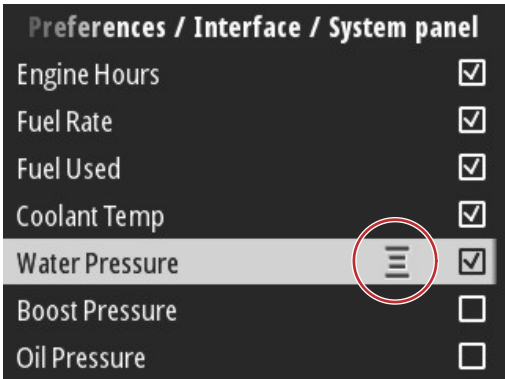 Preferences / Interface / System panel
Engine Hours
Fuel Rate
Fuel Used
Coolant Temp
Water Pressure
Boost Pressure
Oil Pressure